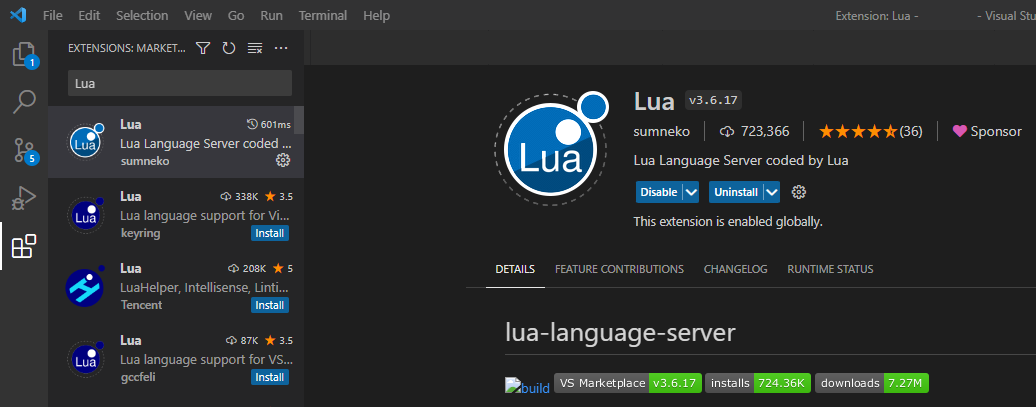 File Edit Selection View Go Run Terminal Help Extension: Lua - - Visual Stu
EXTENSIONS: MARKET...
1
5
Lua
Lua 601ms
Lua Language Server coded ...
sumneko
Lua
Lua 338K 3.5
Lua language support for Vi...
keyring Install
Lua
Lua 208K 5
LuaHelper, Intellisense, Linti...
Tencent Install
Lua 87K 3.5
Lua language support for VS...
gccfeli Install
Lua
Lua
Lua v3.6.17
sumneko 723,366 (36) Sponsor
Lua Language Server coded by Lua
Disable Uninstall
This extension is enabled globally.
DETAILS FEATURE CONTRIBUTIONS CHANGELOG RUNTIME STATUS
lua-language-server
build VS Marketplace v3.6.17 installs 724.36K downloads 7.27M